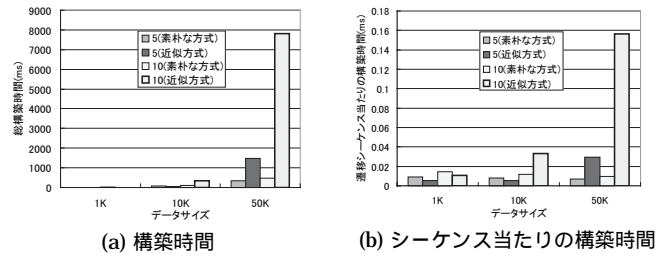 9000
8000
7000
6000
5000
4000
3000
2000
1000
0
総構築時間(ms)
5(素朴な方式)
5(近似方式)
10(素朴な方式)
10(近似方式)
1K 10K 50K
データサイズ
(a) 構築時間
0.18
0.16
0.14
0.12
0.1
0.08
0.06
0.04
0.02
0
遷移シーケンス当たりの構築時間(ms)
5(素朴な方式)
5(近似方式)
10(素朴な方式)
10(近似方式)
1K 10K 50K
データサイズ
(b) シーケンス当たりの構築時間